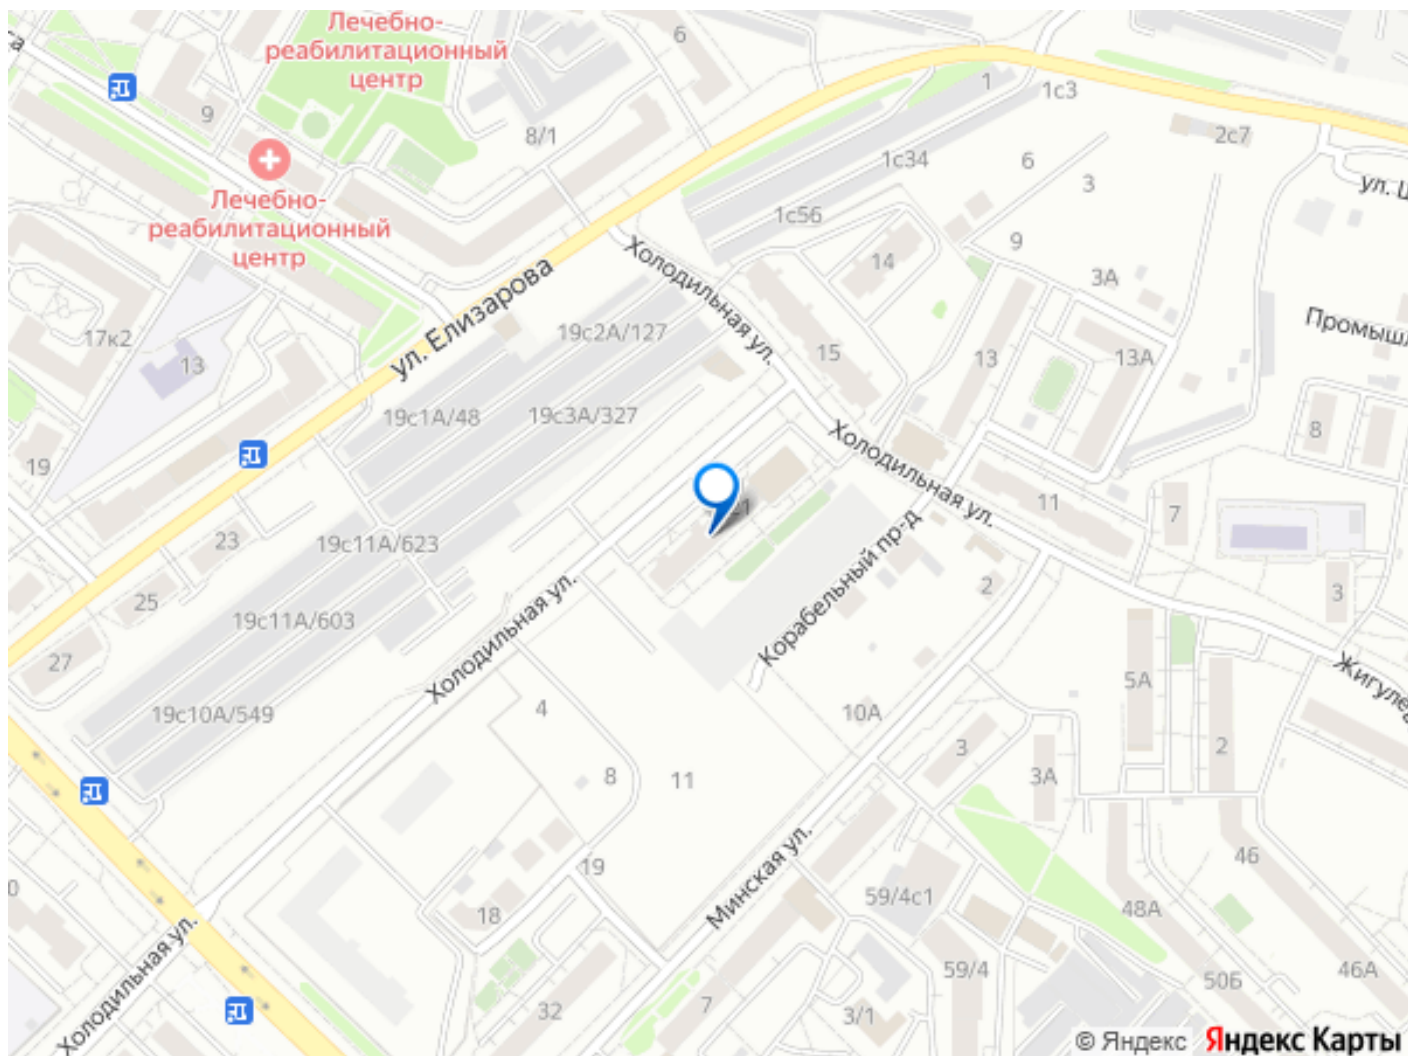 Лечебно-
реабилитационный
центр
6
9
8/1
1
1с3
2с7
1с34
6
3
ул. Ш
Лечебно-
реабилитационный
центр
1с56
Холодильная ул.
9
14
3А
ул. Елизарова
17к2
19с2А/127
Промышл
13
15
13
13А
19с1А/48
19с3А/327
8
Холодильная ул.
19
11
7
23
19с11А/623
Корабельный пр-д
2
3
25
19с11А/603
Холодильная ул.
27
Жигулев
5А
19с10А/549
4
10А
3
2
8
11
3А
Минская ул.
46
19
59/4с1
48А
18
0
Холодильная ул.
59/4
50Б
46А
32
7
3/1
© Яндекс Яндекс Карты